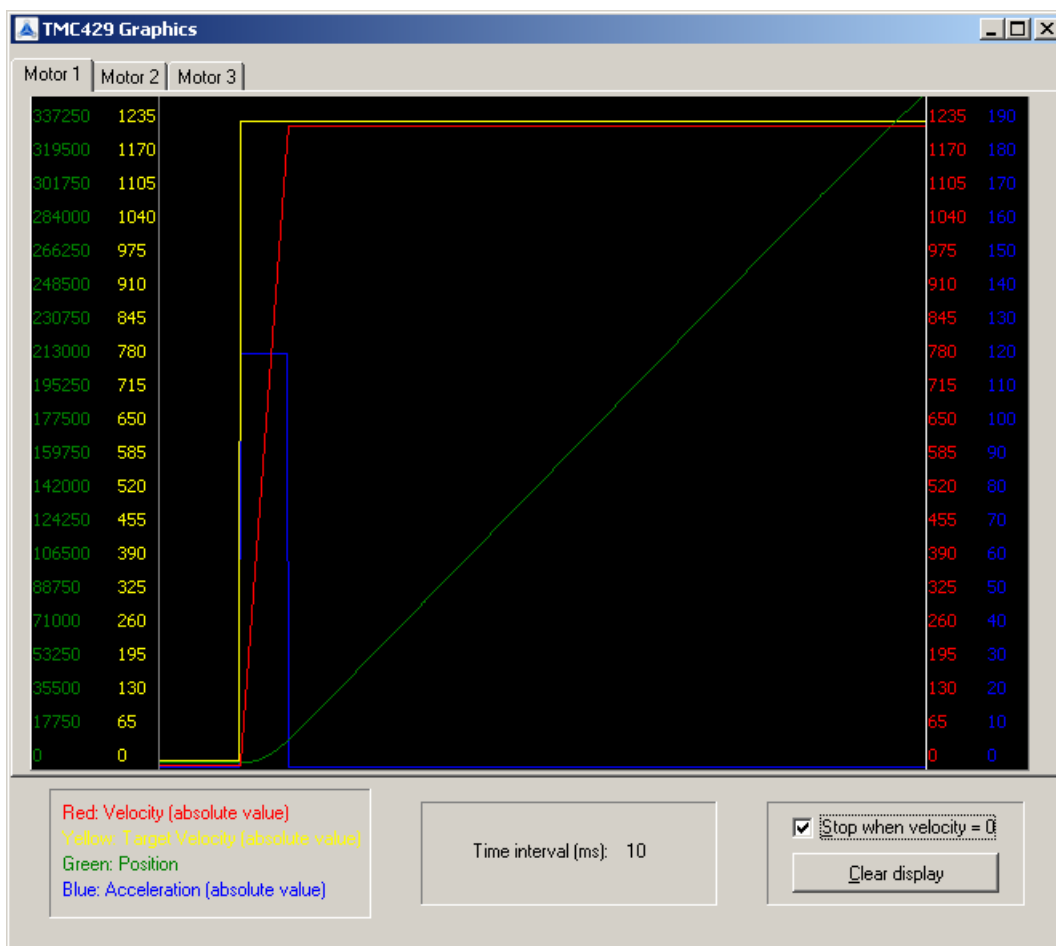 TMC429 Graphics
Motor 1 Motor 2 Motor 3
337250 1235 1235 190
319500 1170 1170 180
301750 1105 1105 170
284000 1040 1040 160
266250 975 975 150
248500 910 910 140
230750 845 845 130
213000 780 780 120
195250 715 715 110
177500 650 650 100
159750 585 585 90
142000 520 520 80
124250 455 455 70
106500 390 390 60
88750 325 325 50
71000 260 260 40
53250 195 195 30
35500 130 130 20
17750 65 65 10
0 0 0 0
Red: Velocity (absolute value)
Yellow: Target Velocity (absolute value)
Green: Position
Blue: Acceleration (absolute value)
Time interval (ms): 10
Stop when velocity = 0
Clear display